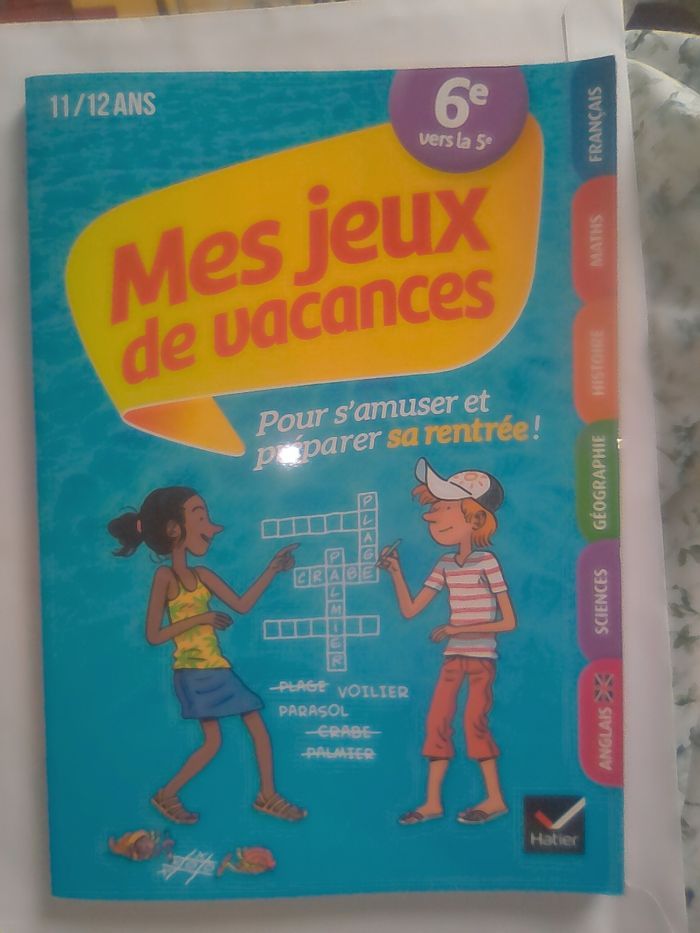 11/12 ANS
6e
vers la 5e
Mes jeux
de vacances
Pour s'amuser et
préparer sa rentrée !
FRANÇAIS
MATHS
HISTOIRE
GÉOGRAPHIE
SCIENCES
ANGLAIS
PLAGE
CRABE
PALMIER
PLAGE VOILIER
PARASOL
CRABE
PALMIER
Hatier